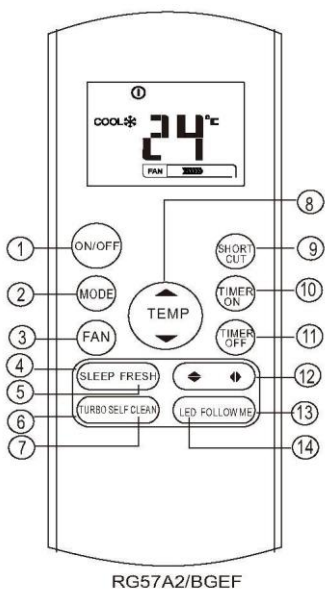 COOL 24°C
FAN
① ON/OFF
② MODE
③ FAN
④ SLEEP FRESH
⑤
⑥ TURBO SELF CLEAN
⑦
TEMP ⑧
SHORT CUT ⑨
TIMER ON ⑩
TIMER OFF ⑪
⑫
LED FOLLOW ME ⑬
⑭
RG57A2/BGEF